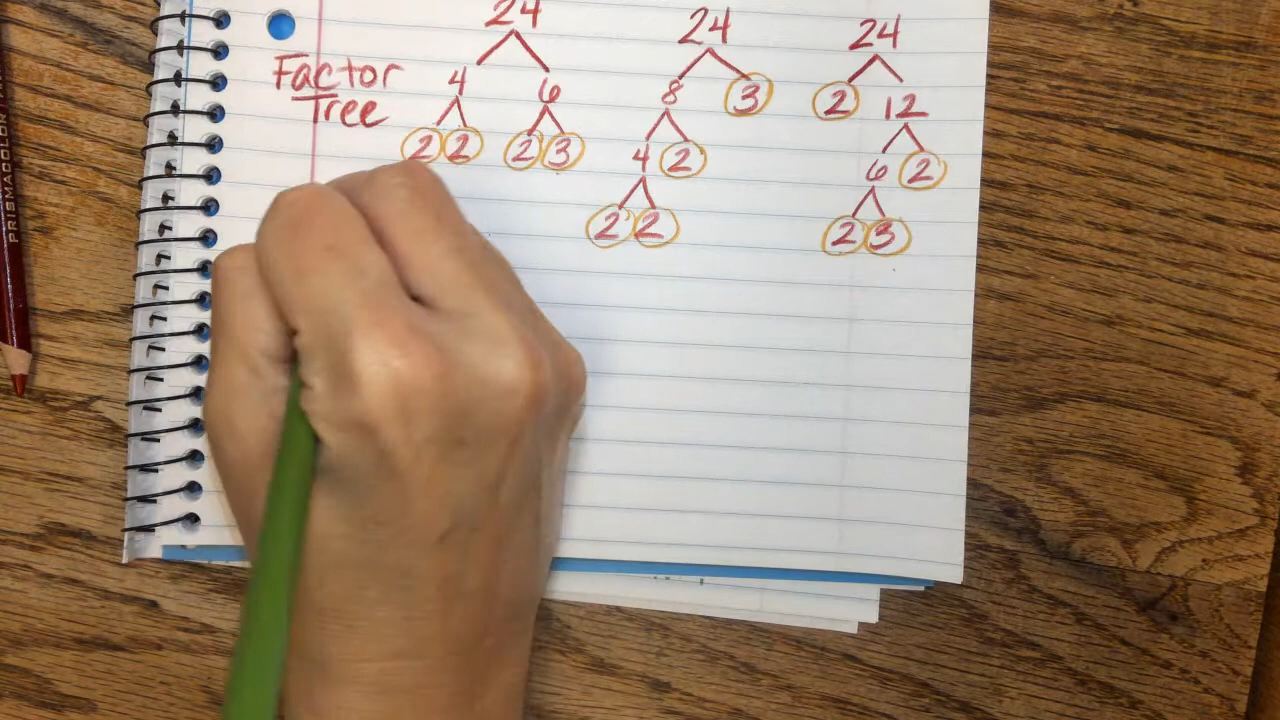 24 24 24
Factor
Tree
4 6 8 3 2 12
2 2 2 3 4 2 6 2
2 2 2 3
PRISMACOLOR